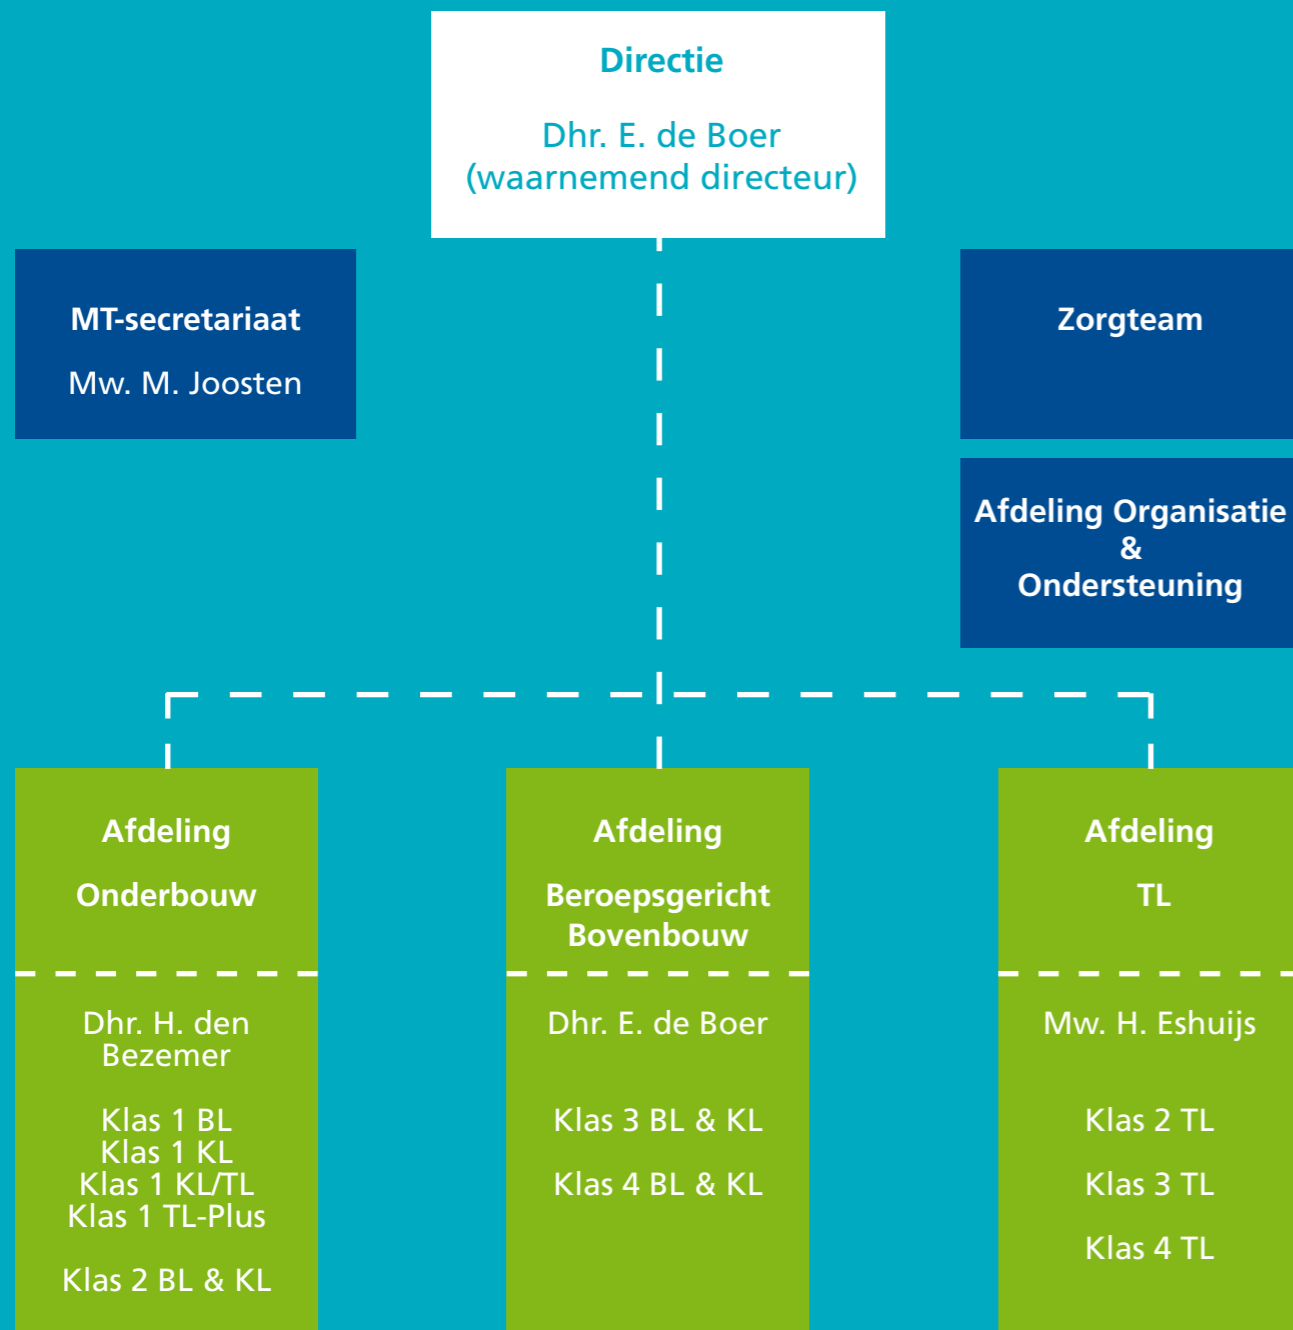 Directie
Dhr. E. de Boer
(waarnemend directeur)
MT-secretariaat
Mw. M. Joosten
Zorgteam
Afdeling Organisatie
&
Ondersteuning
Afdeling
Onderbouw
Dhr. H. den
Bezemer
Klas 1 BL
Klas 1 KL
Klas 1 KL/TL
Klas 1 TL-Plus
Klas 2 BL & KL
Afdeling
Beroepsgericht
Bovenbouw
Dhr. E. de Boer
Klas 3 BL & KL
Klas 4 BL & KL
Afdeling
TL
Mw. H. Eshuijs
Klas 2 TL
Klas 3 TL
Klas 4 TL